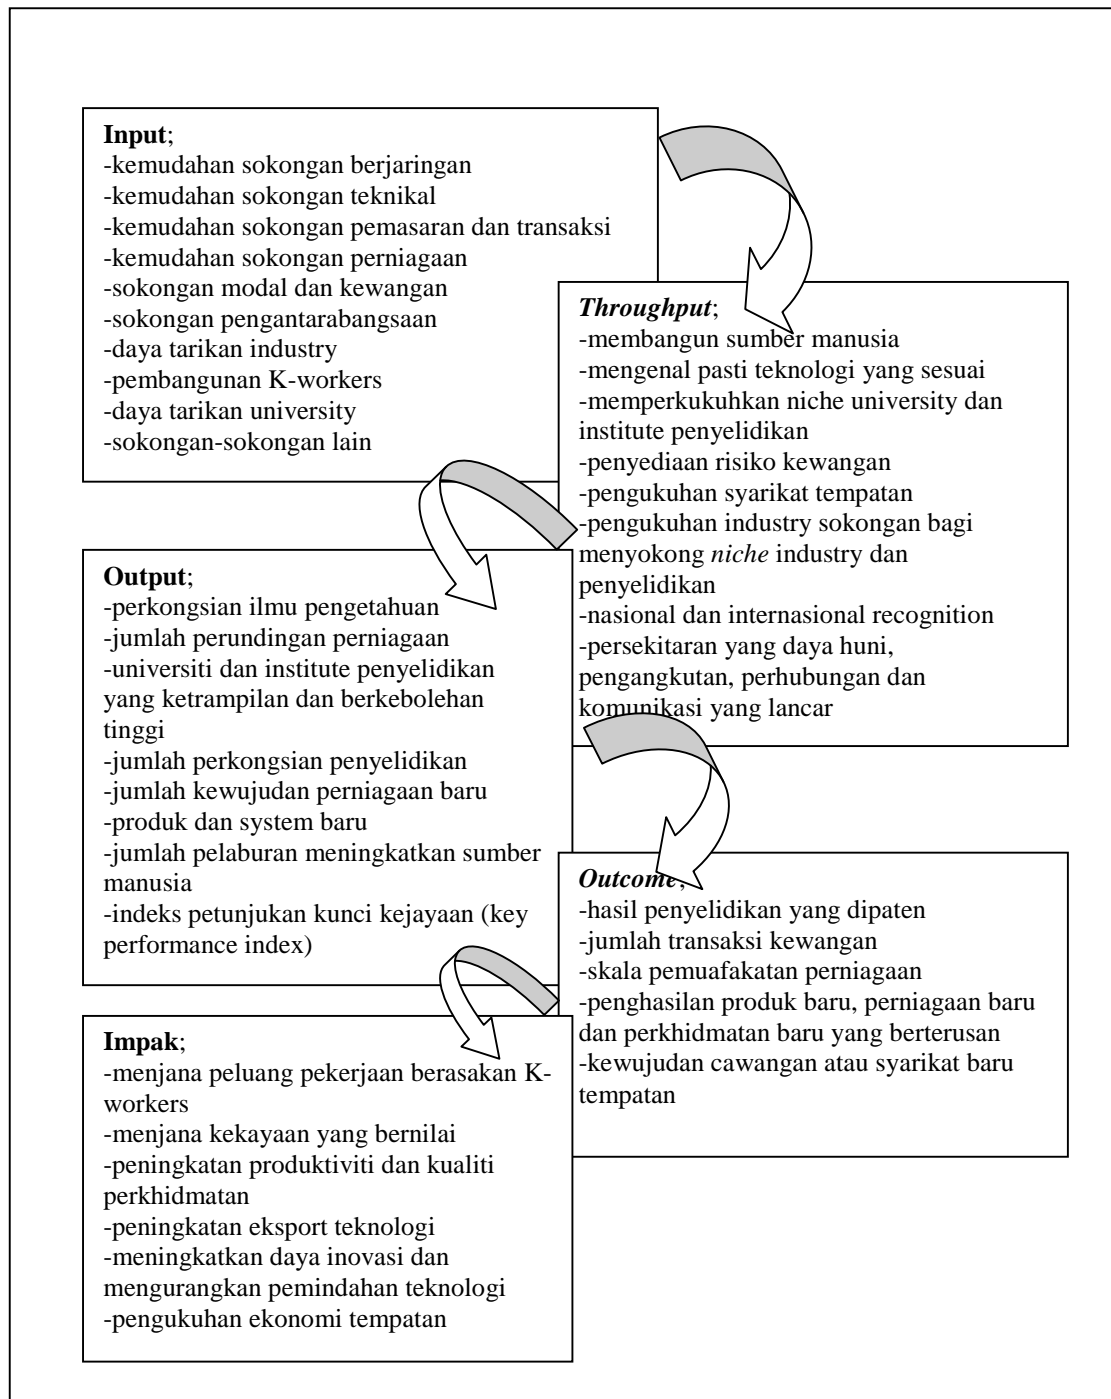 Input;
-kemudahan sokongan berjaringan
-kemudahan sokongan teknikal
-kemudahan sokongan pemasaran dan transaksi
-kemudahan sokongan perniagaan
-sokongan modal dan kewangan
-sokongan pengantarabangsaan
-daya tarikan industry
-pembangunan K-workers
-daya tarikan university
-sokongan-sokongan lain
Throughput;
-membangun sumber manusia
-mengenal pasti teknologi yang sesuai
-memperkukuhkan niche university dan
institute penyelidikan
-penyediaan risiko kewangan
-pengukuhan syarikat tempatan
-pengukuhan industry sokongan bagi
menyokong niche industry dan
penyelidikan
-nasional dan internasional recognition
-persekitaran yang daya huni,
pengangkutan, perhubungan dan
komunikasi yang lancar
Output;
-perkongsian ilmu pengetahuan
-jumlah perundingan perniagaan
-universiti dan institute penyelidikan
yang ketrampilan dan berkebolehan
tinggi
-jumlah perkongsian penyelidikan
-jumlah kewujudan perniagaan baru
-produk dan system baru
-jumlah pelaburan meningkatkan sumber
manusia
-indeks petunjukan kunci kejayaan (key
performance index)
Outcome;
-hasil penyelidikan yang dipaten
-jumlah transaksi kewangan
-skala pemuafakatan perniagaan
-penghasilan produk baru, perniagaan baru
dan perkhidmatan baru yang berterusan
-kewujudan cawangan atau syarikat baru
tempatan
Impak;
-menjana peluang pekerjaan berasakan K-
workers
-menjana kekayaan yang bernilai
-peningkatan produktiviti dan kualiti
perkhidmatan
-peningkatan eksport teknologi
-meningkatkan daya inovasi dan
mengurangkan pemindahan teknologi
-pengukuhan ekonomi tempatan